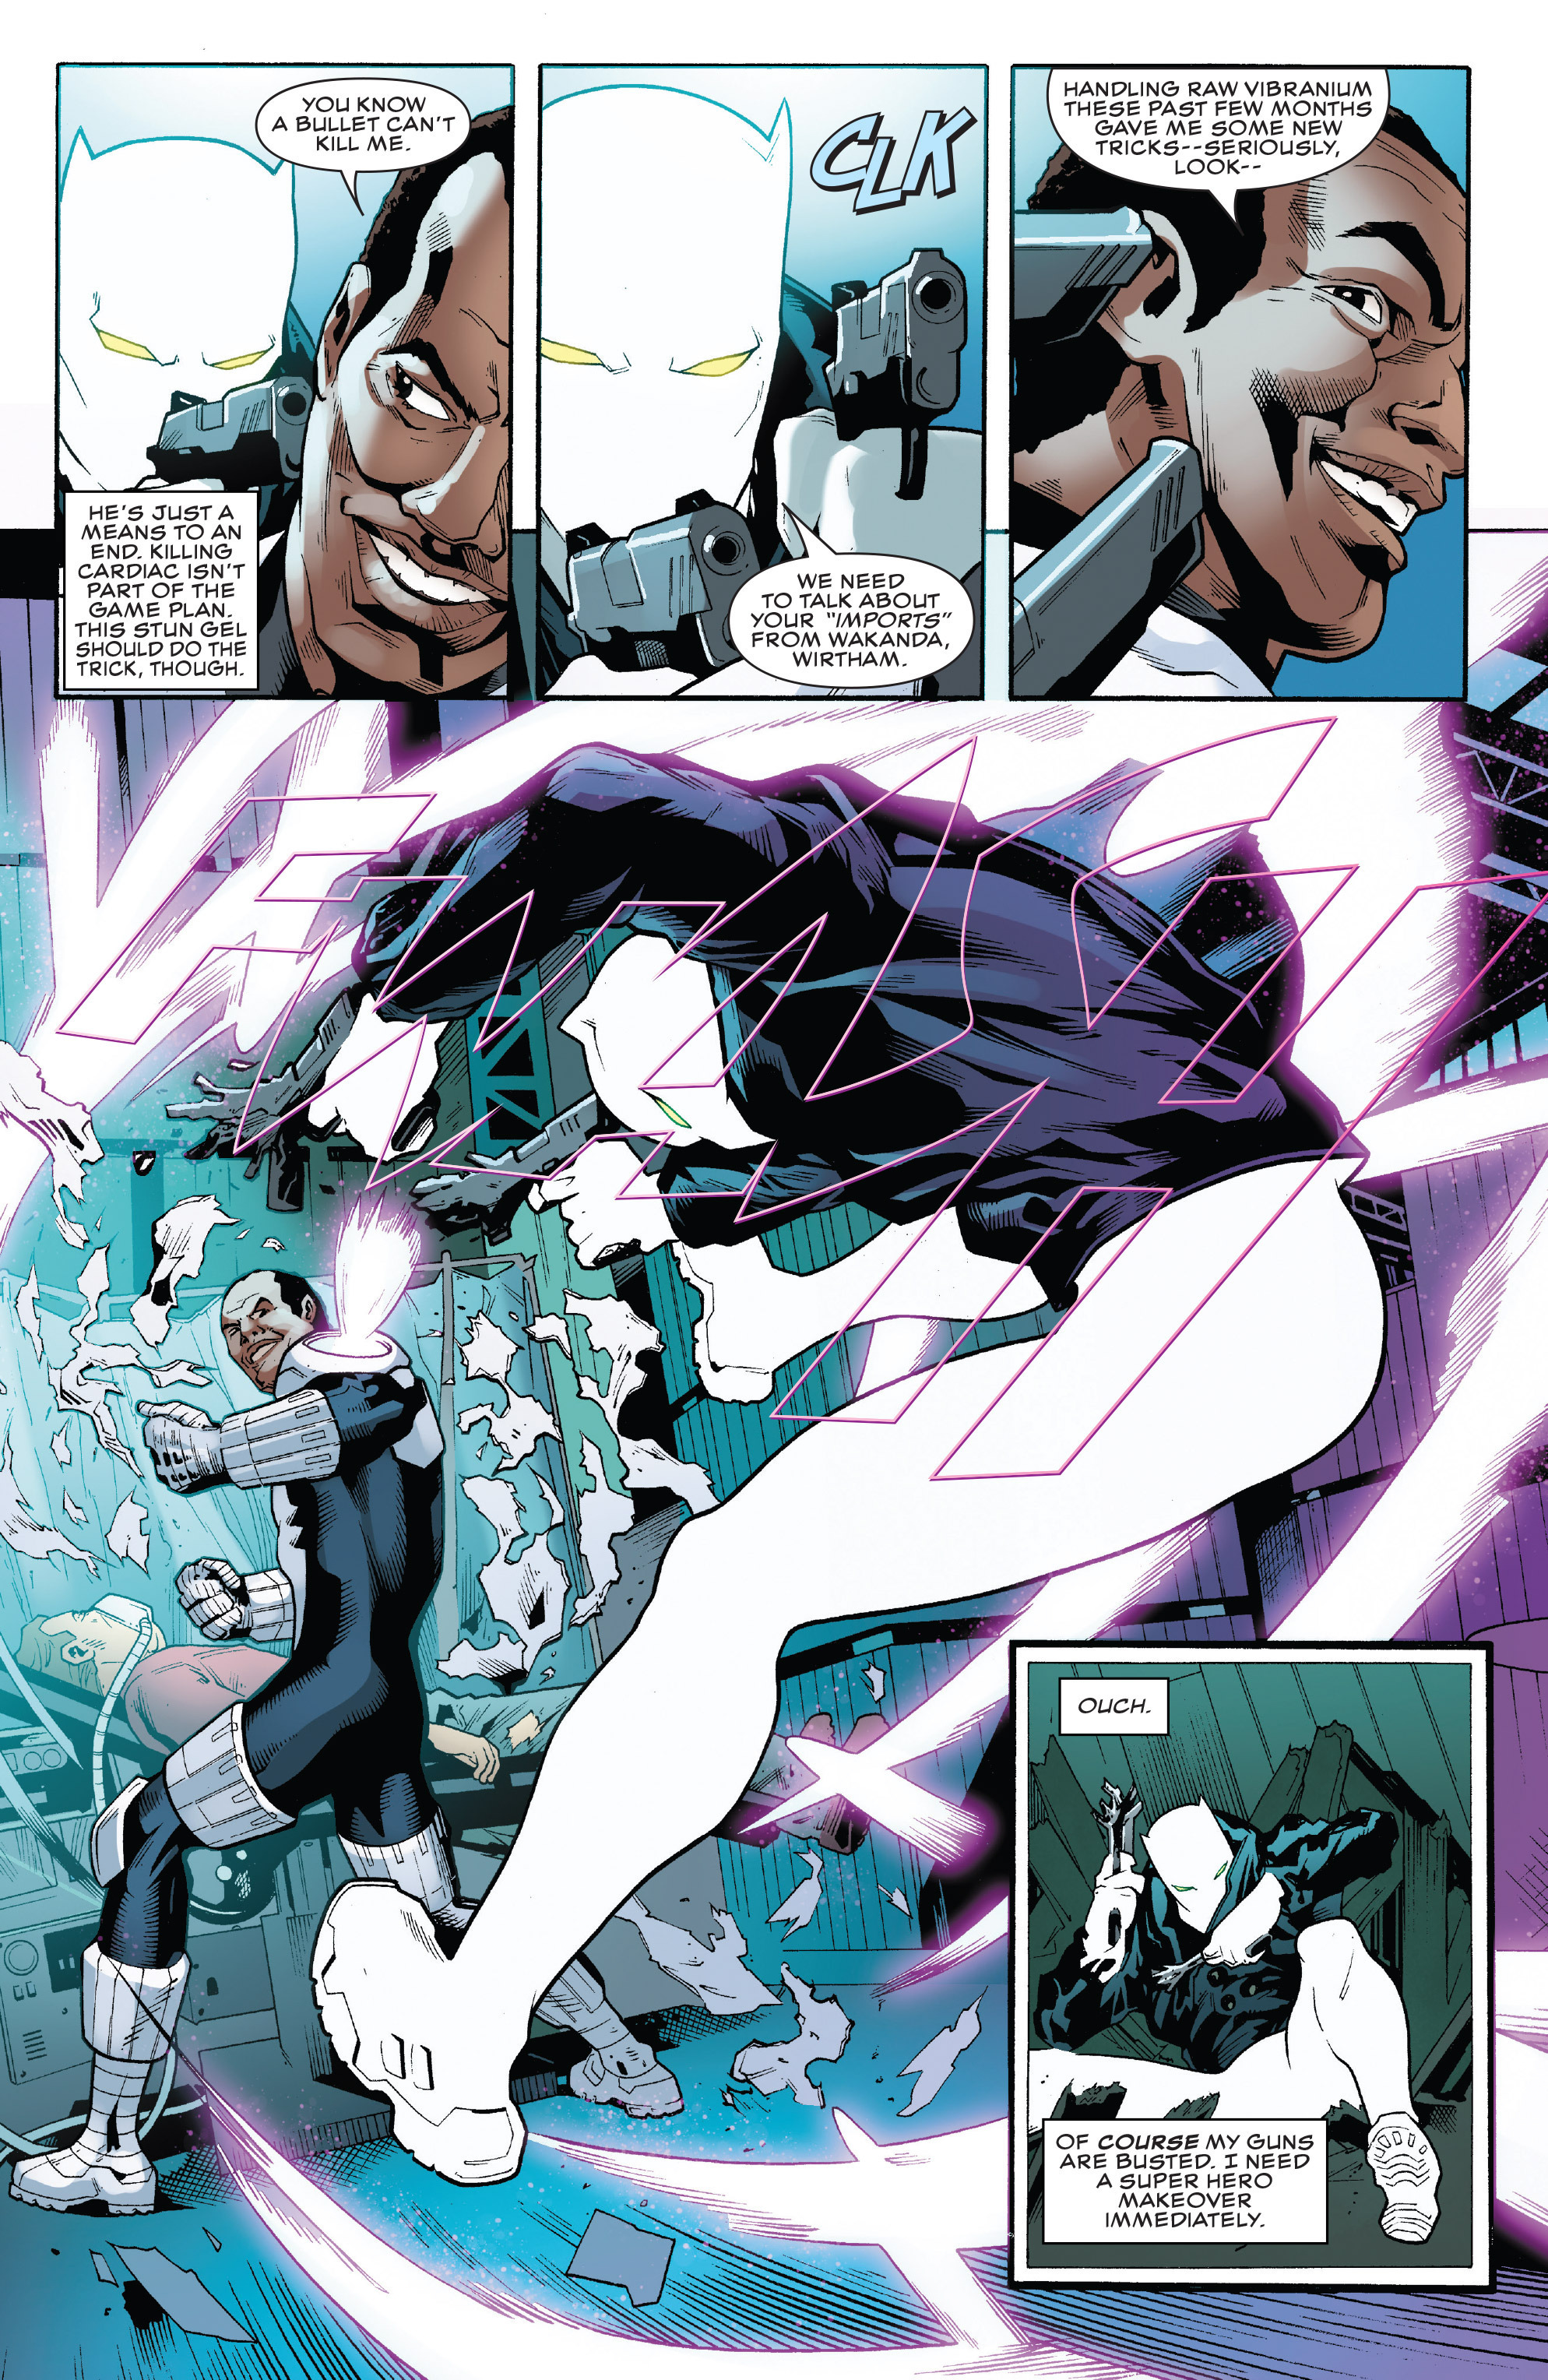 YOU KNOW
A BULLET CAN'T
KILL ME.
HE'S JUST A
MEANS TO AN
END. KILLING
CARDIAC ISN'T
PART OF THE
GAME PLAN.
THIS STUN GEL
SHOULD DO THE
TRICK, THOUGH.
CLK
WE NEED
TO TALK ABOUT
YOUR "IMPORTS"
FROM WAKANDA,
WIRTHAM.
HANDLING RAW VIBRANIUM
THESE PAST FEW MONTHS
GAVE ME SOME NEW
TRICKS--SERIOUSLY,
LOOK--
OUCH.
OF COURSE MY GUNS
ARE BUSTED. I NEED
A SUPER HERO
MAKEOVER
IMMEDIATELY.